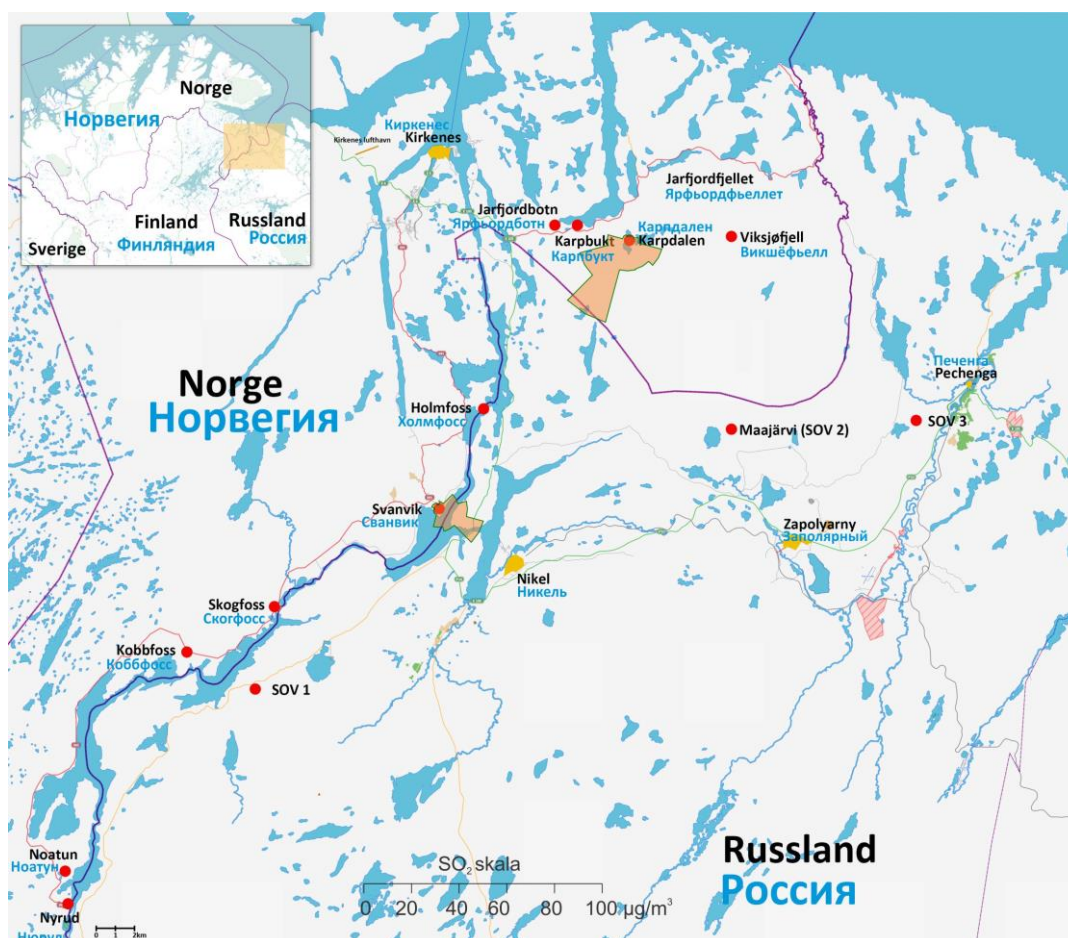 Norge
Норвегия
Finland
Финляндия
Russland
Россия
Sverige
Киркенес
Kirkenes
Kirkenes lufthavn
Jarfjordfjellet
Ярфьордфьеллет
Jarfjordbotn
Ярфьордботн
Karpbukt
Карпбукт
Карпдален
Karpdalen
Viksjøfjell
Викшёфьелл
Печенга
Pechenga
Norge
Норвегия
Holmfoss
Холмфосс
Maajärvi (SOV 2)
SOV 3
Svanvik
Сванвик
Zapolyarny
Заполярный
Nikel
Никель
Skogfoss
Скогфосс
Kobbfoss
Коббфосс
SOV 1
Noatun
Ноатун
Nyrud
Russland
Россия
SO2 skala
0 20 40 60 80 100 µg/m³
0 1 2km